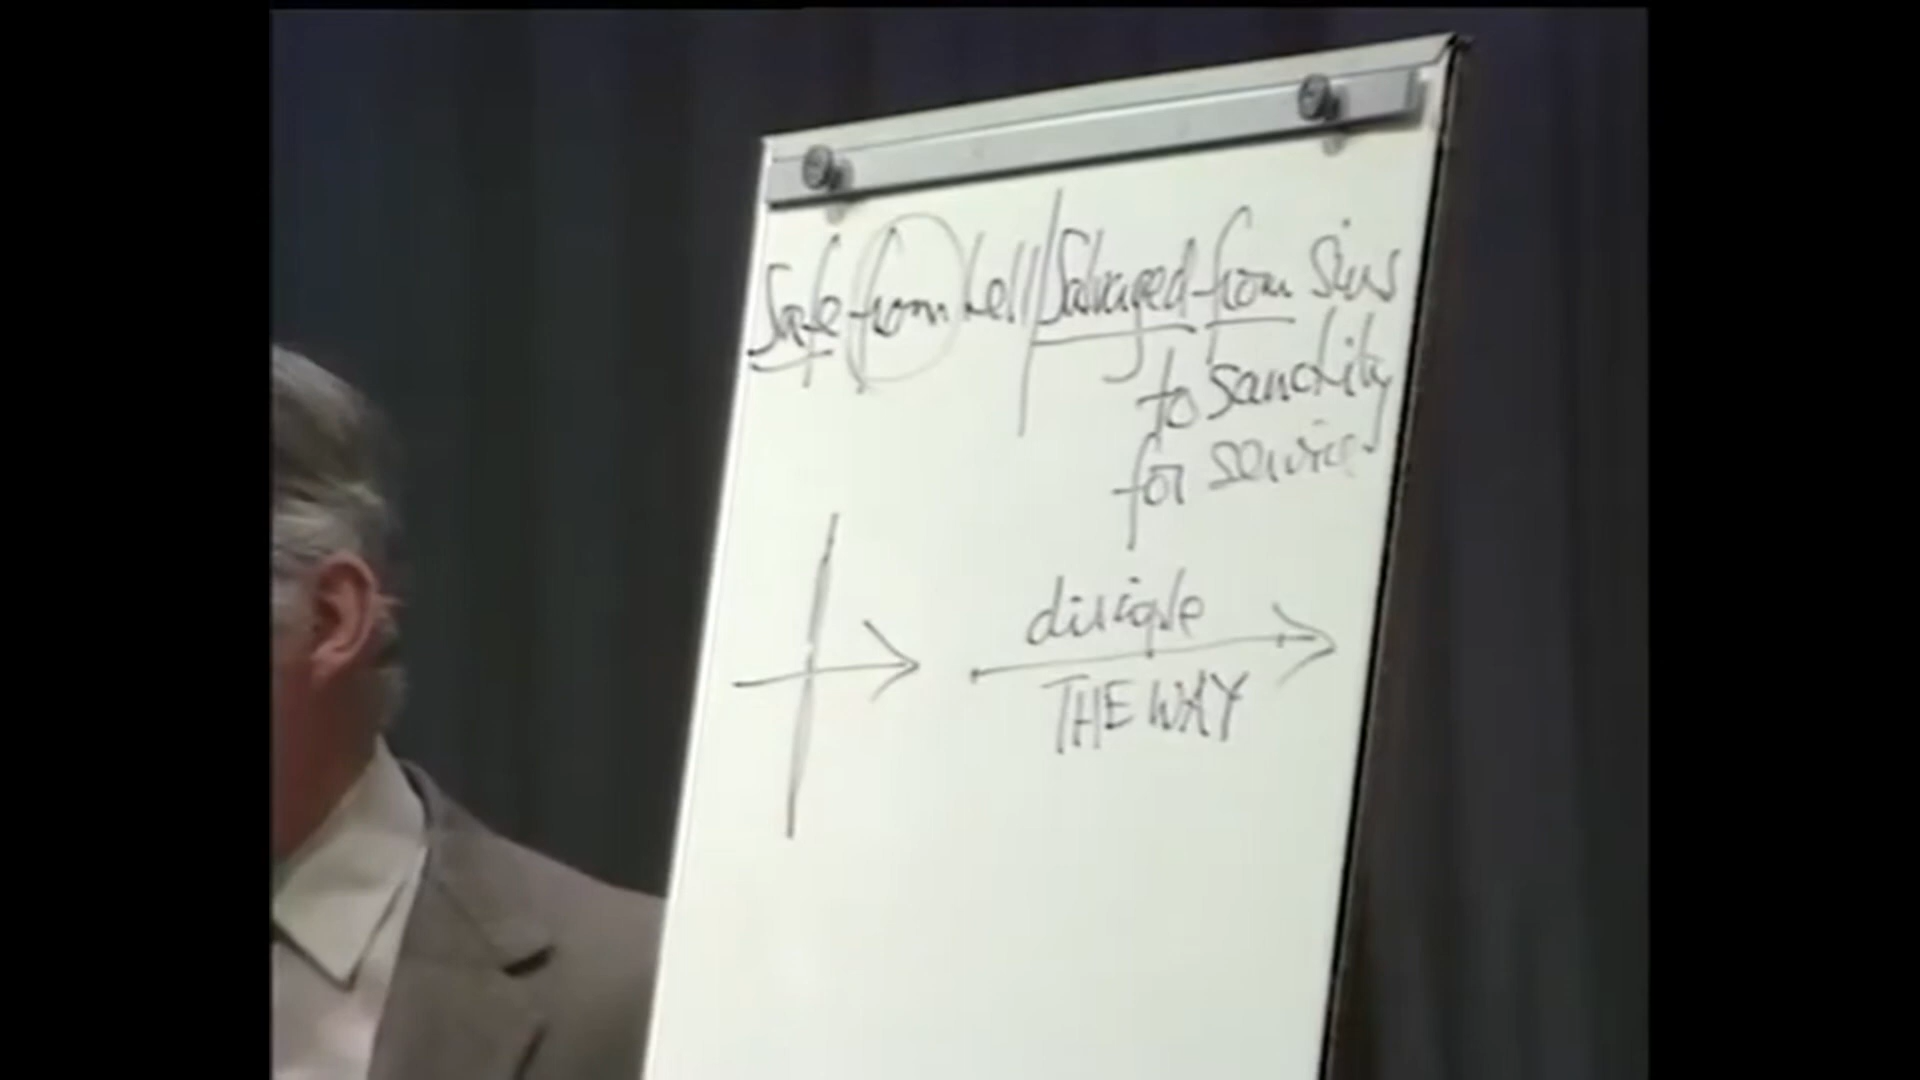 Safe from hell Salvaged from sins
to sanctity
for service
disciple
THE WAY